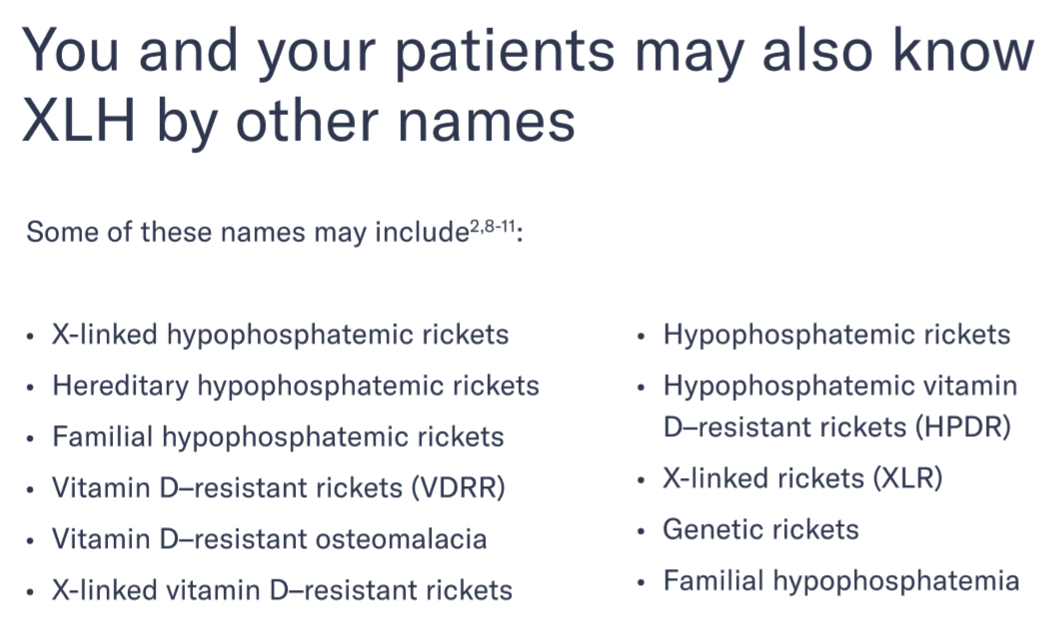 You and your patients may also know
XLH by other names
Some of these names may include2,8-11:
• X-linked hypophosphatemic rickets
• Hereditary hypophosphatemic rickets
• Familial hypophosphatemic rickets
• Vitamin D–resistant rickets (VDRR)
• Vitamin D–resistant osteomalacia
• X-linked vitamin D–resistant rickets
• Hypophosphatemic rickets
• Hypophosphatemic vitamin
D–resistant rickets (HPDR)
• X-linked rickets (XLR)
• Genetic rickets
• Familial hypophosphatemia